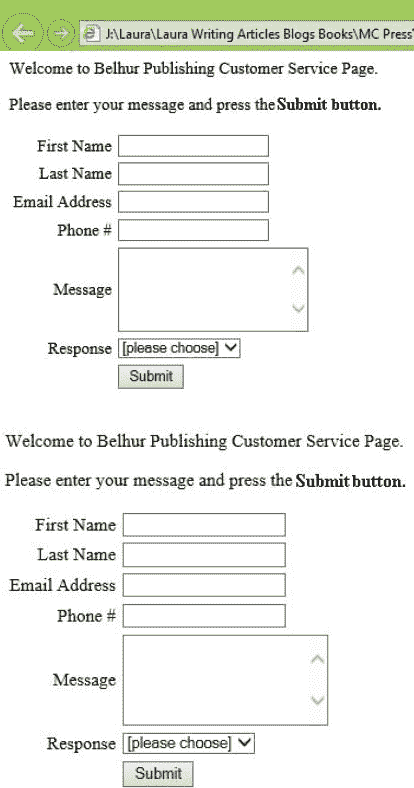 J:\Laura\Laura Writing Articles Blogs Books\MC Press
Welcome to Belhur Publishing Customer Service Page.
Please enter your message and press the Submit button.
First Name
Last Name
Email Address
Phone #
Message
Response [please choose]
Submit
Welcome to Belhur Publishing Customer Service Page.
Please enter your message and press the Submit button.
First Name
Last Name
Email Address
Phone #
Message
Response [please choose]
Submit